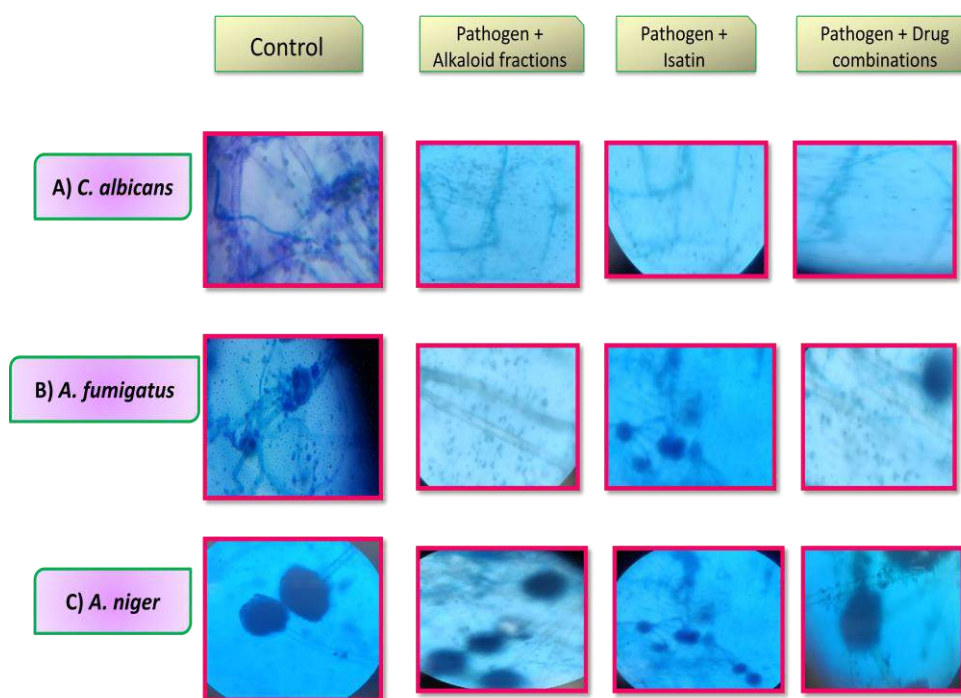 Control
Pathogen +
Alkaloid fractions
Pathogen +
Isatin
Pathogen + Drug
combinations
A) C. albicans
B) A. fumigatus
C) A. niger